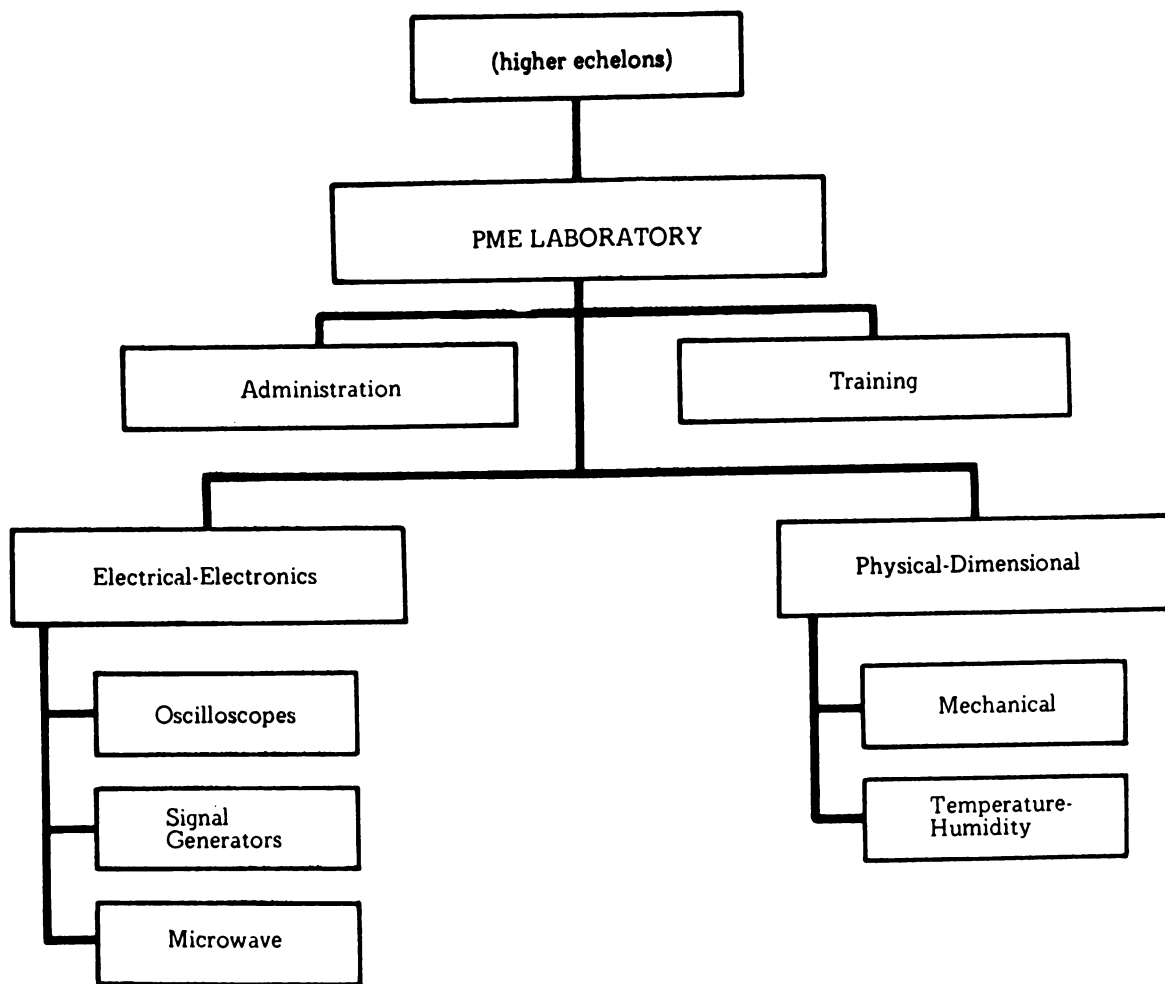 (higher echelons)
PME LABORATORY
Administration
Training
Electrical-Electronics
Physical-Dimensional
Oscilloscopes
Mechanical
Signal
Generators
Temperature-
Humidity
Microwave